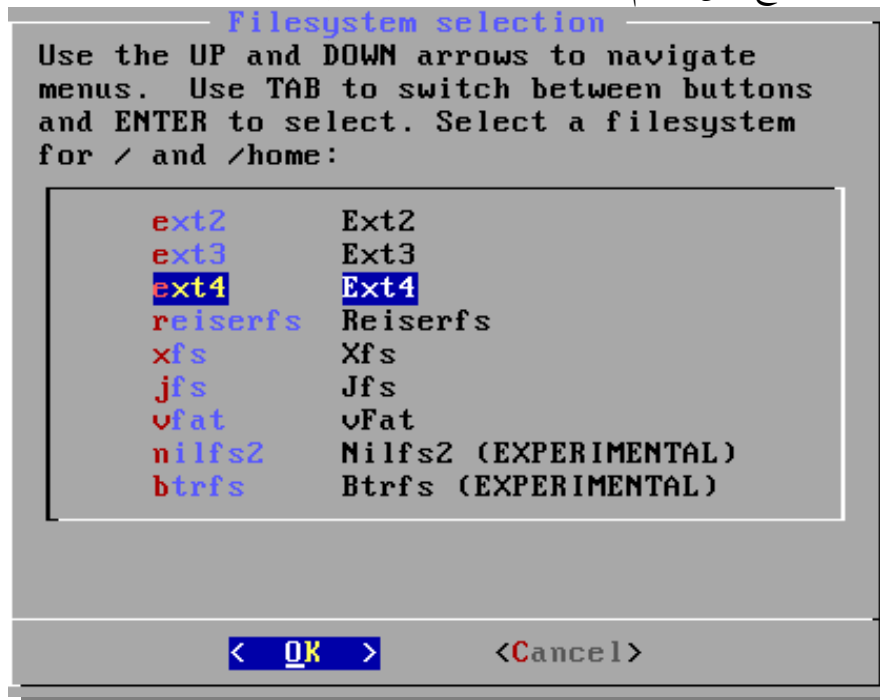 Filesystem selection
Use the UP and DOWN arrows to navigate
menus.  Use TAB to switch between buttons
and ENTER to select. Select a filesystem
for / and /home:
ext2 Ext2
ext3 Ext3
ext4 Ext4
reiserfs Reiserfs
xfs Xfs
jfs Jfs
vfat vFat
nilfs2 Nilfs2 (EXPERIMENTAL)
btrfs Btrfs (EXPERIMENTAL)
< OK > <Cancel>